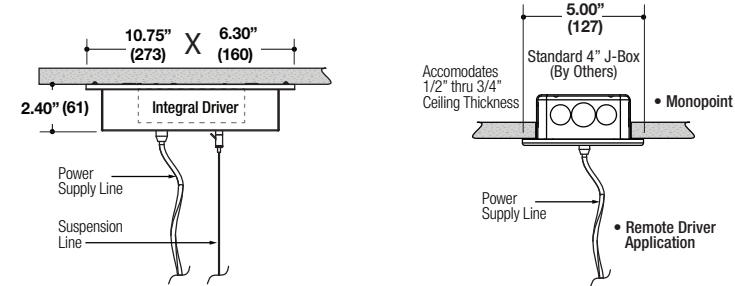 10.75” X 6.30”
(273) (160)
2.40” (61)
Integral Driver
Power
Supply Line
Suspension
Line
5.00”
(127)
Standard 4” J-Box
(By Others)
Accomodates
1/2” thru 3/4”
Ceiling Thickness
• Monopoint
Power
Supply Line
• Remote Driver
Application